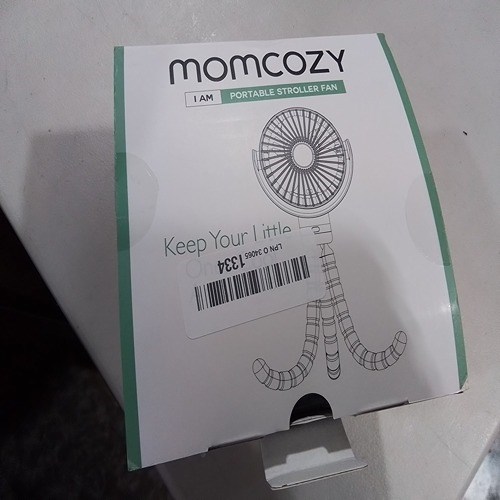 momcozy
I AM PORTABLE STROLLER FAN
Keep Your Little
LPN O 34065 1334